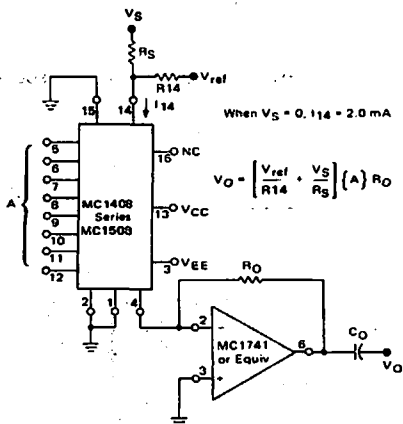 VS
RS
R14
Vref
I14
15
14
When VS = 0, I14 = 2.0 mA
A
5
6
7
8
9
10
11
12
MC1408
Series
MC1508
16
NC
13
VCC
3
VEE
VO = [Vref/R14 + VS/RS] {A} RO
2
1
4
RO
2
−
MC1741
or Equiv
6
3
+
CO
VO